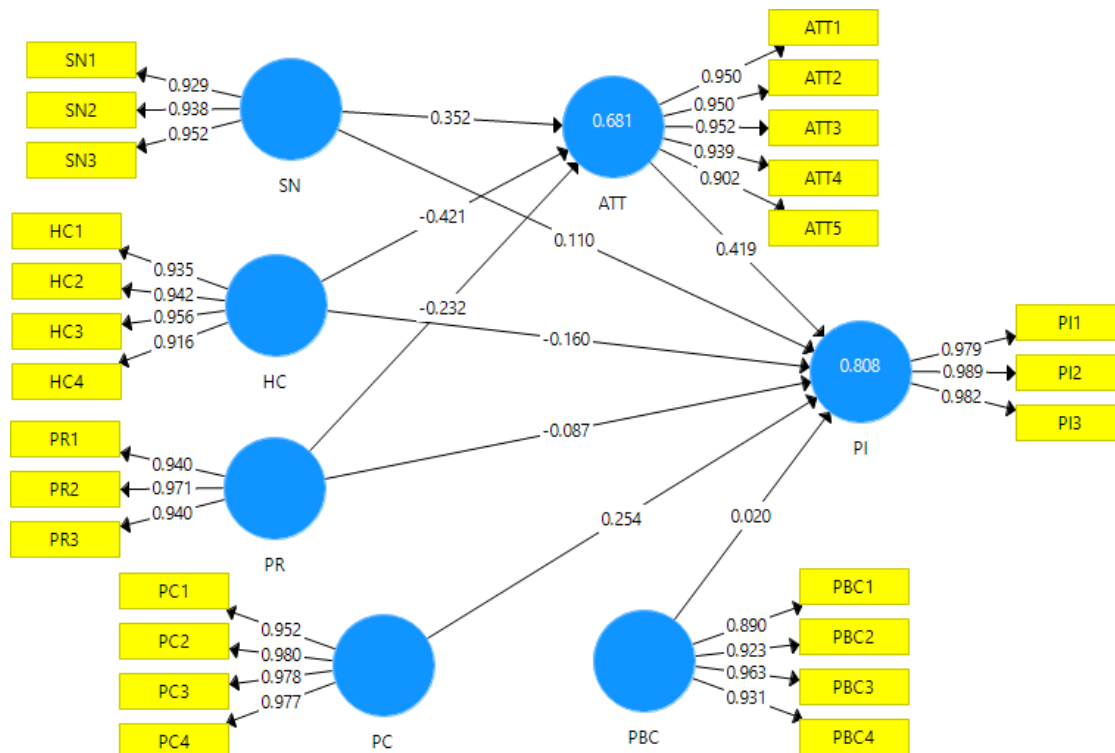 SN1
SN2
SN3
0.929
0.938
0.952
SN
0.352
0.110
ATT1
ATT2
ATT3
ATT4
ATT5
0.950
0.950
0.952
0.939
0.902
0.681
ATT
0.419
HC1
HC2
HC3
HC4
0.935
0.942
0.956
0.916
HC
-0.421
-0.160
PR1
PR2
PR3
0.940
0.971
0.940
PR
-0.232
-0.087
0.808
PI
0.979
0.989
0.982
PI1
PI2
PI3
PC1
PC2
PC3
PC4
0.952
0.980
0.978
0.977
PC
0.254
PBC
0.020
0.890
0.923
0.963
0.931
PBC1
PBC2
PBC3
PBC4